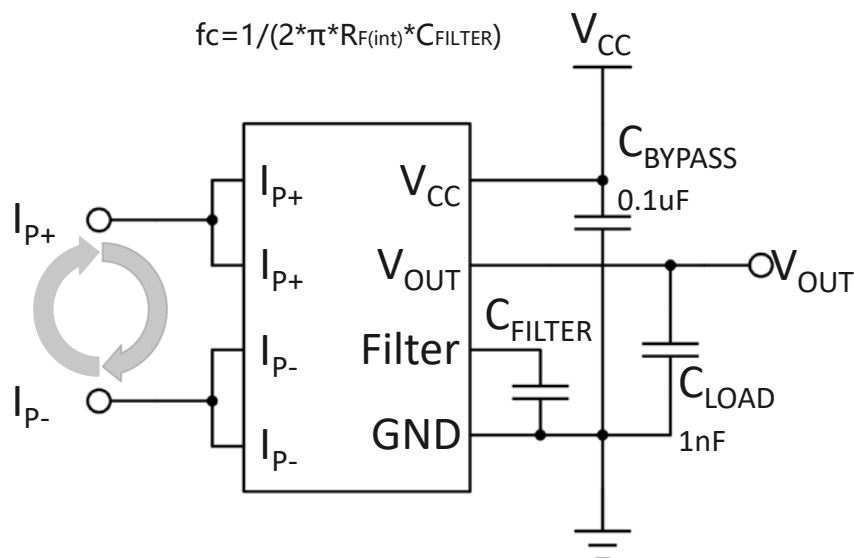 fc=1/(2*π*RF(int)*CFILTER)
VCC
CBYPASS
0.1uF
IP+
IP+
VCC
IP+
VOUT
VOUT
CFILTER
IP-
Filter
CLOAD
1nF
IP-
IP-
GND